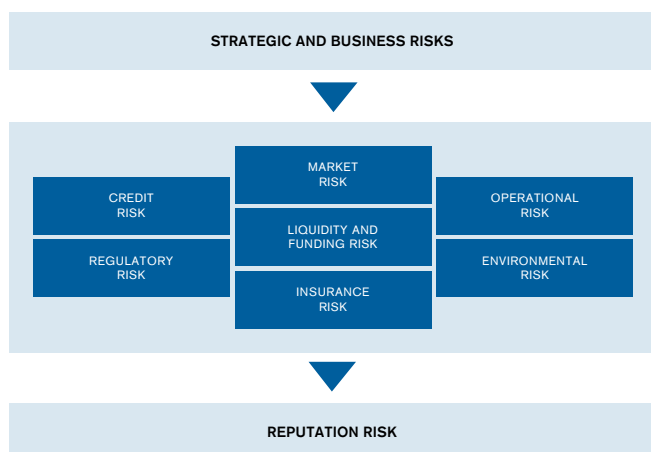 STRATEGIC AND BUSINESS RISKS
MARKET
RISK
CREDIT
RISK
OPERATIONAL
RISK
LIQUIDITY AND
FUNDING RISK
REGULATORY
RISK
ENVIRONMENTAL
RISK
INSURANCE
RISK
REPUTATION RISK